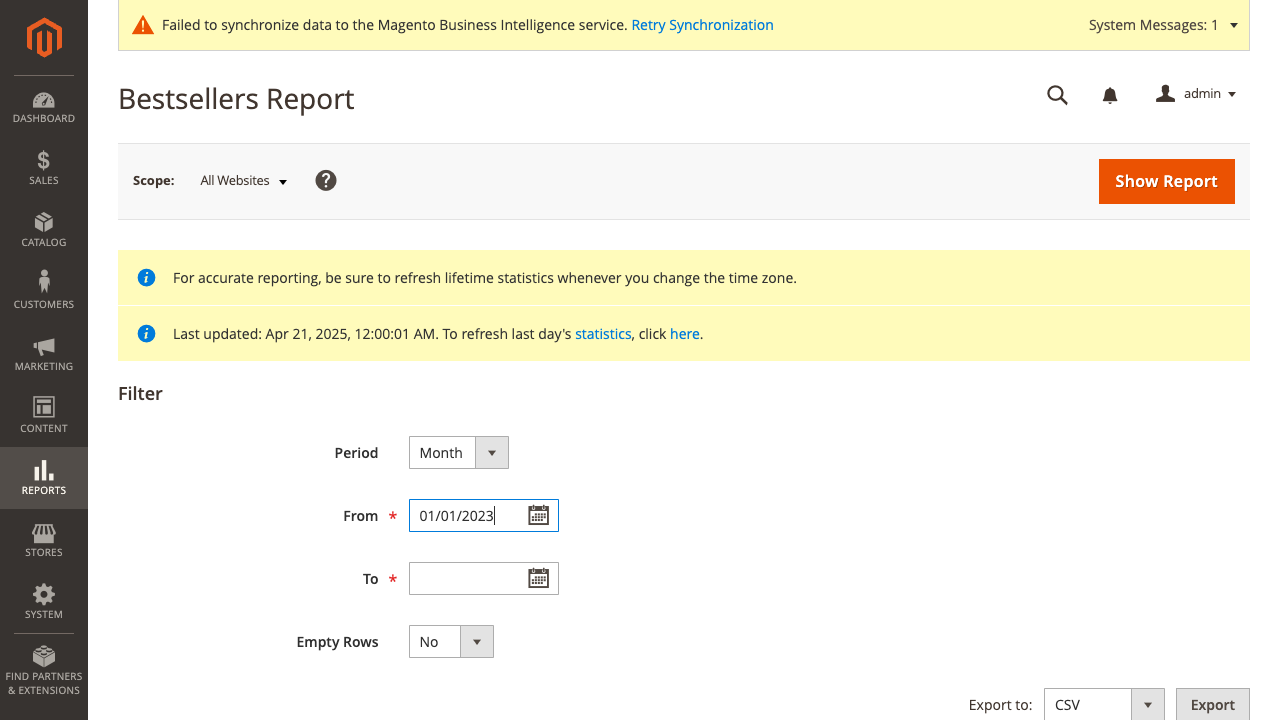 Failed to synchronize data to the Magento Business Intelligence service. Retry Synchronization
System Messages: 1
Bestsellers Report
admin
Scope: All Websites
Show Report
For accurate reporting, be sure to refresh lifetime statistics whenever you change the time zone.
Last updated: Apr 21, 2025, 12:00:01 AM. To refresh last day's statistics, click here.
Filter
Period Month
From * 01/01/2023
To *
Empty Rows No
Export to: CSV Export
DASHBOARD
SALES
CATALOG
CUSTOMERS
MARKETING
CONTENT
REPORTS
STORES
SYSTEM
FIND PARTNERS
& EXTENSIONS